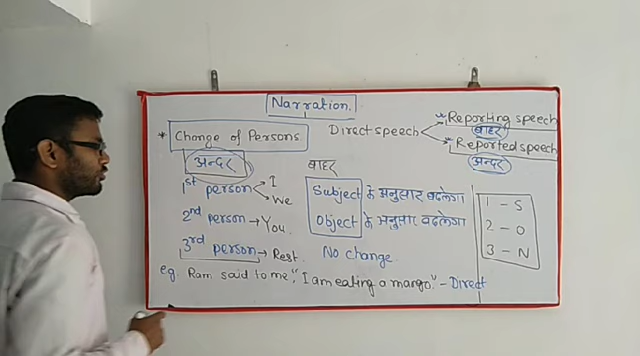 Narration.
* Change of Persons
Direct speech
* Reporting speech
बाहर
* Reported speech
अन्दर
अन्दर
बाहर
1st person I
We
Subject के अनुसार बदलेगा
2nd person → You
Object के अनुसार बदलेगा
3rd person → Rest.
No change.
1 - S
2 - O
3 - N
eg. Ram said to me, "I am eating a mango." - Direct